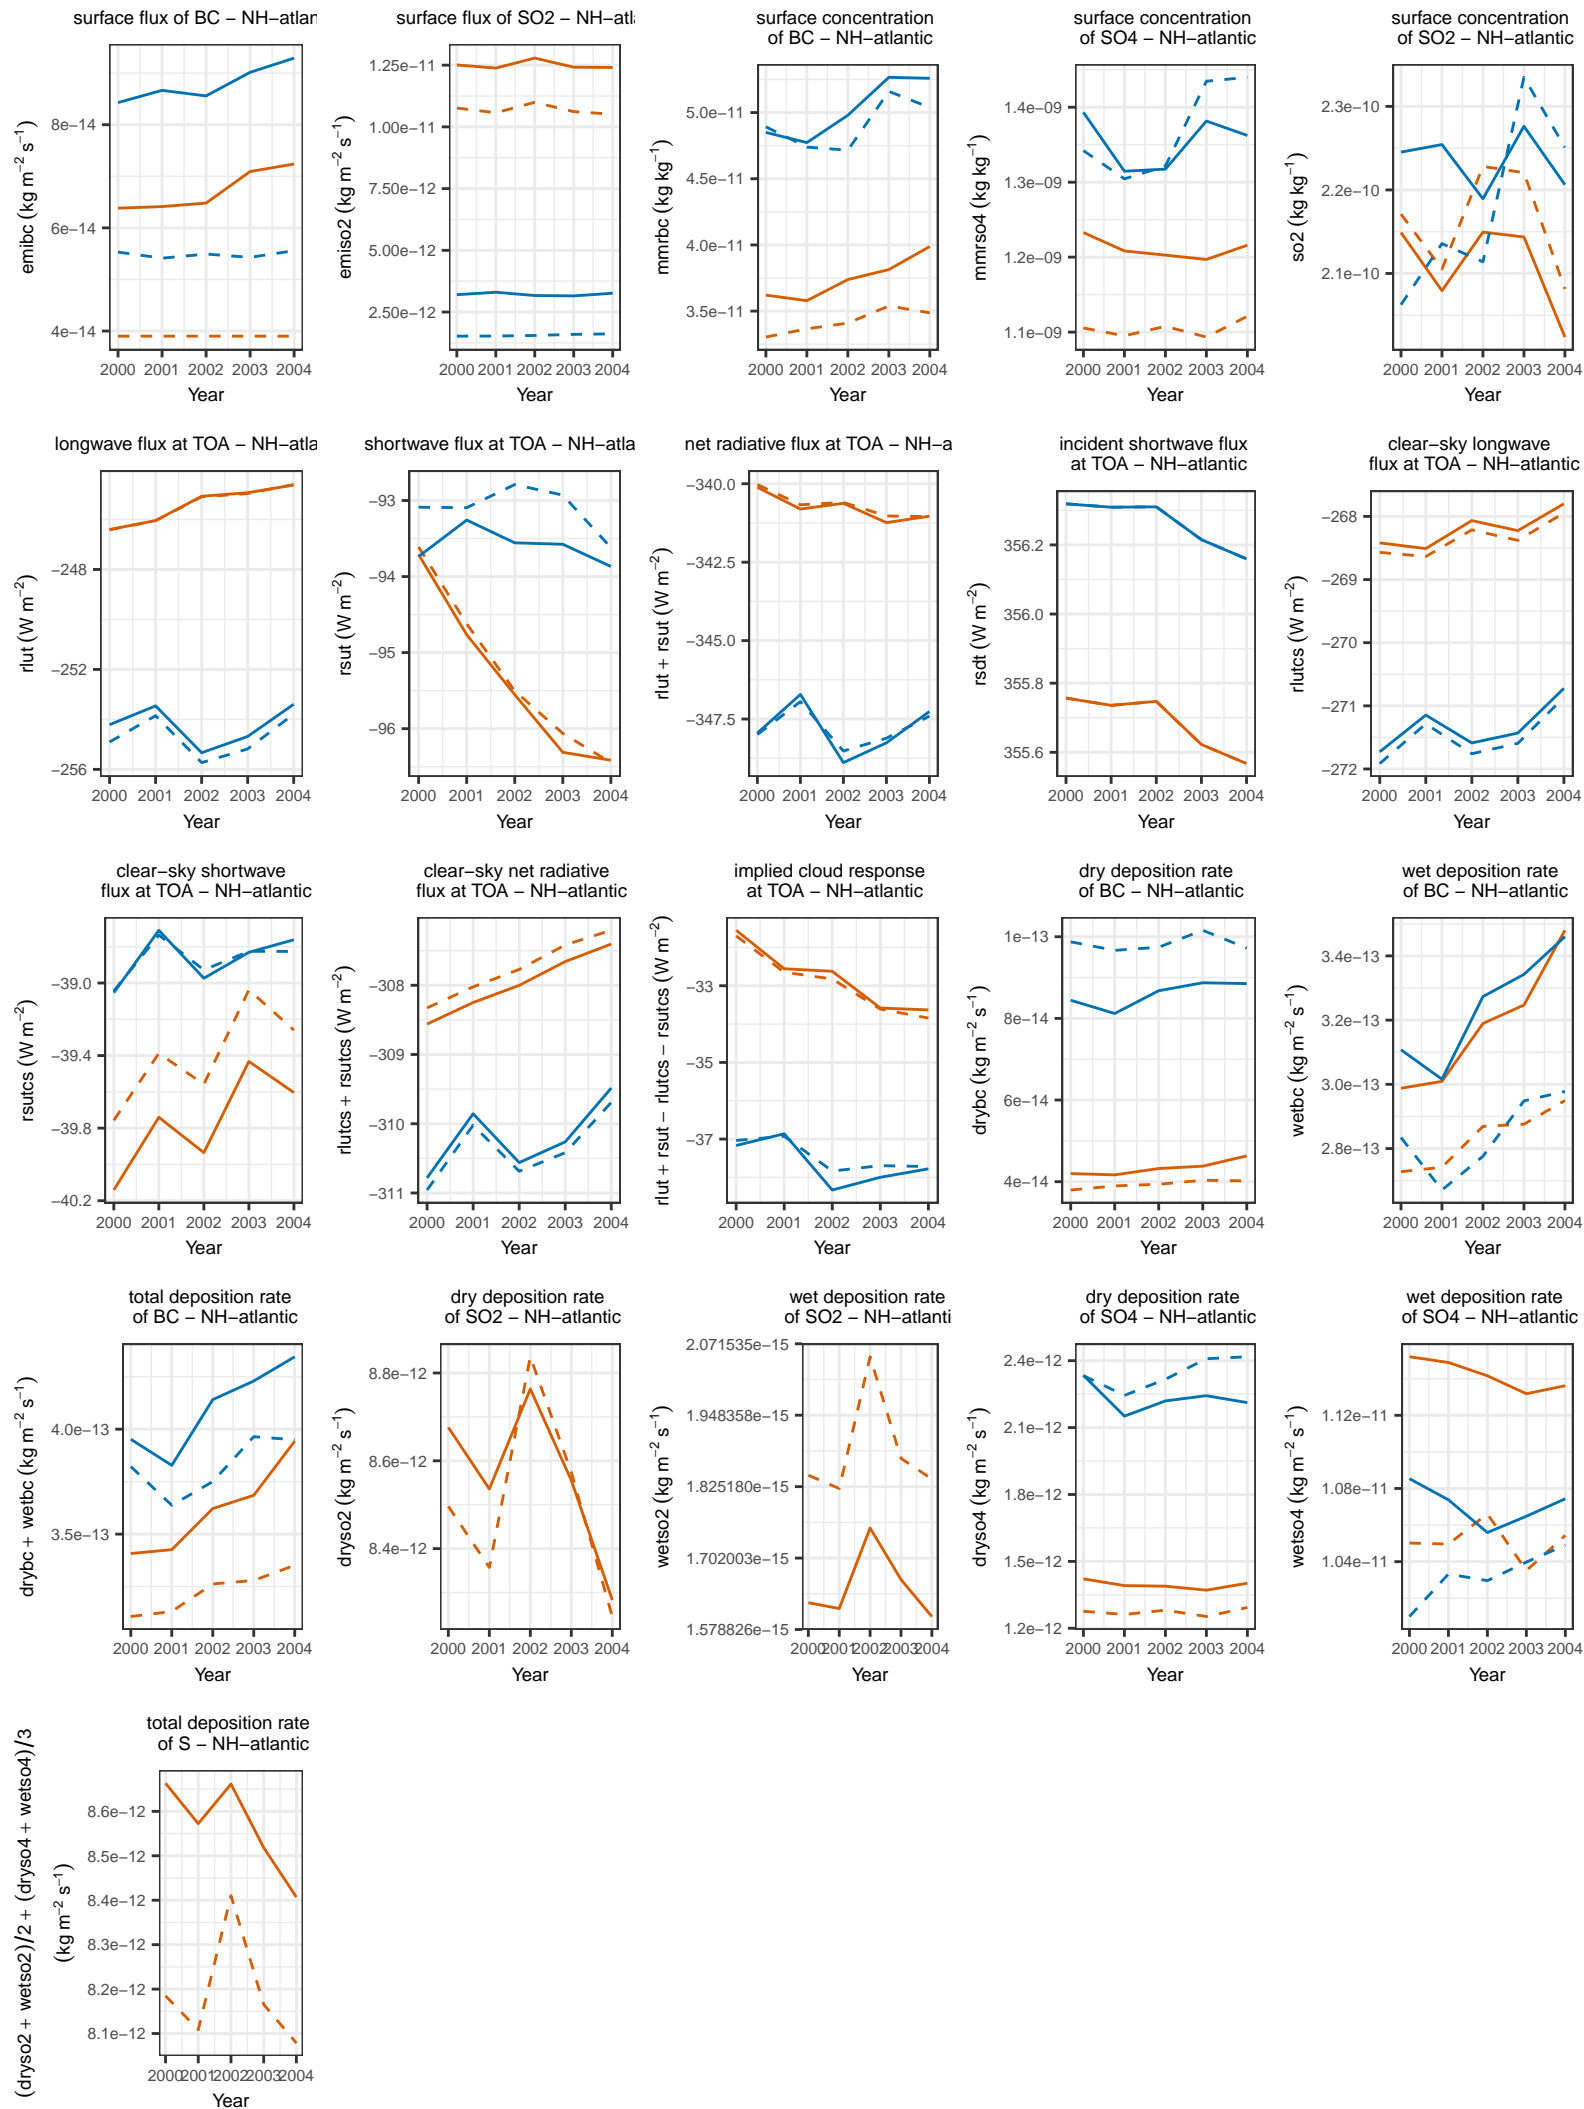 surface flux of BC − NH−atlan
8e−14
6e−14
4e−14
emibc (kg m−2 s−1)
2000 2001 2002 2003 2004
Year
surface flux of SO2 − NH−atl
1.25e−11
1.00e−11
7.50e−12
5.00e−12
2.50e−12
emiso2 (kg m−2 s−1)
2000 2001 2002 2003 2004
Year
surface concentration
of BC − NH−atlantic
5.0e−11
4.5e−11
4.0e−11
3.5e−11
mmrbc (kg kg−1)
2000 2001 2002 2003 2004
Year
surface concentration
of SO4 − NH−atlantic
1.4e−09
1.3e−09
1.2e−09
1.1e−09
mmrso4 (kg kg−1)
2000 2001 2002 2003 2004
Year
surface concentration
of SO2 − NH−atlantic
2.3e−10
2.2e−10
2.1e−10
so2 (kg kg−1)
2000 2001 2002 2003 2004
Year
longwave flux at TOA − NH−atla
−248
−252
−256
rlut (W m−2)
2000 2001 2002 2003 2004
Year
shortwave flux at TOA − NH−atla
−93
−94
−95
−96
rsut (W m−2)
2000 2001 2002 2003 2004
Year
net radiative flux at TOA − NH−a
−340.0
−342.5
−345.0
−347.5
rlut + rsut (W m−2)
2000 2001 2002 2003 2004
Year
incident shortwave flux
at TOA − NH−atlantic
356.2
356.0
355.8
355.6
rsdt (W m−2)
2000 2001 2002 2003 2004
Year
clear−sky longwave
flux at TOA − NH−atlantic
−268
−269
−270
−271
−272
rlutcs (W m−2)
2000 2001 2002 2003 2004
Year
clear−sky shortwave
flux at TOA − NH−atlantic
−39.0
−39.4
−39.8
−40.2
rsutcs (W m−2)
2000 2001 2002 2003 2004
Year
clear−sky net radiative
flux at TOA − NH−atlantic
−308
−309
−310
−311
rlutcs + rsutcs (W m−2)
2000 2001 2002 2003 2004
Year
implied cloud response
at TOA − NH−atlantic
−33
−35
−37
rlut + rsut − rlutcs − rsutcs (W m−2)
2000 2001 2002 2003 2004
Year
dry deposition rate
of BC − NH−atlantic
1e−13
8e−14
6e−14
4e−14
drybc (kg m−2 s−1)
2000 2001 2002 2003 2004
Year
wet deposition rate
of BC − NH−atlantic
3.4e−13
3.2e−13
3.0e−13
2.8e−13
wetbc (kg m−2 s−1)
2000 2001 2002 2003 2004
Year
total deposition rate
of BC − NH−atlantic
4.0e−13
3.5e−13
drybc + wetbc (kg m−2 s−1)
2000 2001 2002 2003 2004
Year
dry deposition rate
of SO2 − NH−atlantic
8.8e−12
8.6e−12
8.4e−12
dryso2 (kg m−2 s−1)
2000 2001 2002 2003 2004
Year
wet deposition rate
of SO2 − NH−atlanti
2.071535e−15
1.948358e−15
1.825180e−15
1.702003e−15
1.578826e−15
wetso2 (kg m−2 s−1)
2000 2001 2002 2003 2004
Year
dry deposition rate
of SO4 − NH−atlantic
2.4e−12
2.1e−12
1.8e−12
1.5e−12
1.2e−12
dryso4 (kg m−2 s−1)
2000 2001 2002 2003 2004
Year
wet deposition rate
of SO4 − NH−atlantic
1.12e−11
1.08e−11
1.04e−11
wetso4 (kg m−2 s−1)
2000 2001 2002 2003 2004
Year
total deposition rate
of S − NH−atlantic
8.6e−12
8.5e−12
8.4e−12
8.3e−12
8.2e−12
8.1e−12
(dryso2 + wetso2)/2 + (dryso4 + wetso4)/3
(kg m−2 s−1)
2000 2001 2002 2003 2004
Year